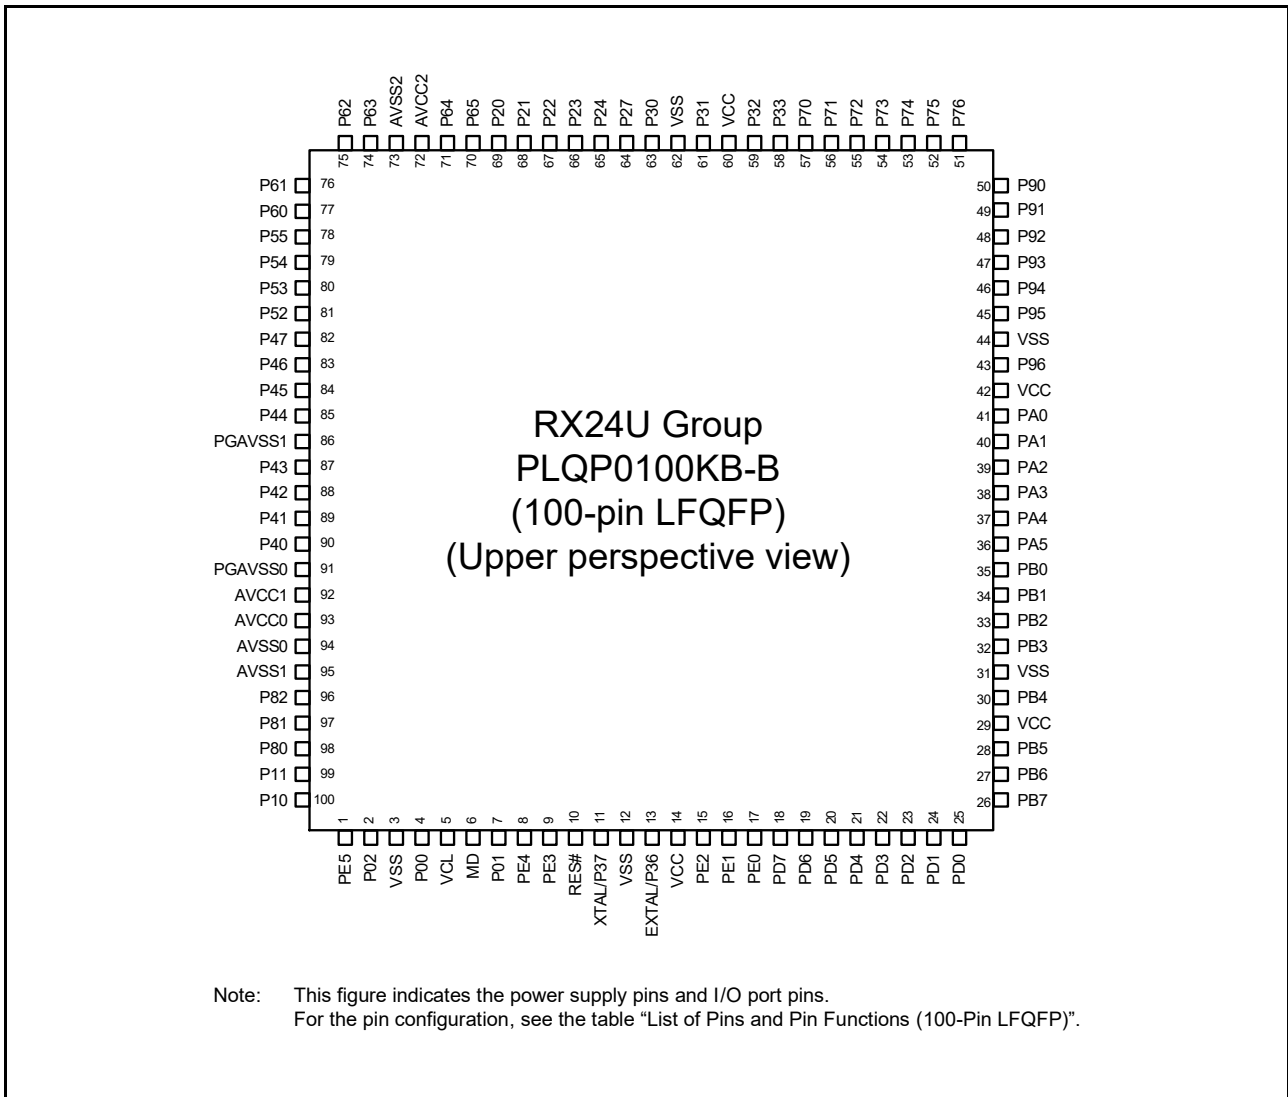 P62 P63 AVSS2 AVCC2 P64 P65 P20 P21 P22 P23 P24 P27 P30 VSS P31 VCC P32 P33 P70 P71 P72 P73 P74 P75 P76
75 74 73 72 71 70 69 68 67 66 65 64 63 62 61 60 59 58 57 56 55 54 53 52 51
P61 76 50 P90
P60 77 49 P91
P55 78 48 P92
P54 79 47 P93
P53 80 46 P94
P52 81 45 P95
P47 82 44 VSS
P46 83 43 P96
P45 84 42 VCC
P44 85 41 PA0
PGAVSS1 86 40 PA1
P43 87 39 PA2
P42 88 38 PA3
P41 89 37 PA4
P40 90 36 PA5
PGAVSS0 91 35 PB0
AVCC1 92 34 PB1
AVCC0 93 33 PB2
AVSS0 94 32 PB3
AVSS1 95 31 VSS
P82 96 30 PB4
P81 97 29 VCC
P80 98 28 PB5
P11 99 27 PB6
P10 100 26 PB7
RX24U Group
PLQP0100KB-B
(100-pin LFQFP)
(Upper perspective view)
1 2 3 4 5 6 7 8 9 10 11 12 13 14 15 16 17 18 19 20 21 22 23 24 25
PE5 P02 VSS P00 VCL MD P01 PE4 PE3 RES# XTAL/P37 VSS EXTAL/P36 VCC PE2 PE1 PE0 PD7 PD6 PD5 PD4 PD3 PD2 PD1 PD0
Note: This figure indicates the power supply pins and I/O port pins.
For the pin configuration, see the table “List of Pins and Pin Functions (100-Pin LFQFP)”.